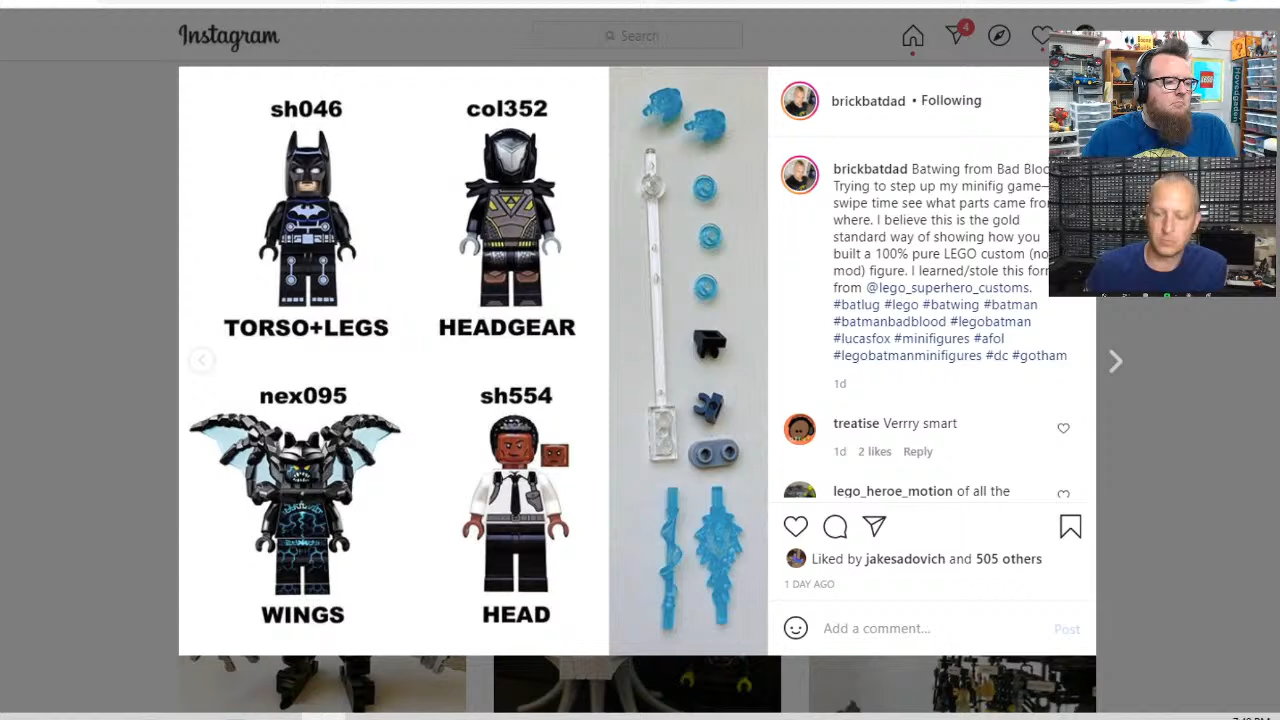 Instagram
Search
4
sh046
col352
TORSO+LEGS
HEADGEAR
nex095
sh554
WINGS
HEAD
brickbatdad • Following
brickbatdad Batwing from Bad Bloo
Trying to step up my minifig game—
swipe time see what parts came from
where. I believe this is the gold
standard way of showing how you
built a 100% pure LEGO custom (no
mod) figure. I learned/stole this form
from @lego_superhero_customs.
#batlug #lego #batwing #batman
#batmanbadblood #legobatman
#lucasfox #minifigures #afol
#legobatmanminifigures #dc #gotham
1d
treatise Verrry smart
1d 2 likes Reply
lego_heroe_motion of all the
Liked by jakesadovich and 505 others
1 DAY AGO
Add a comment...
Post
LEGO